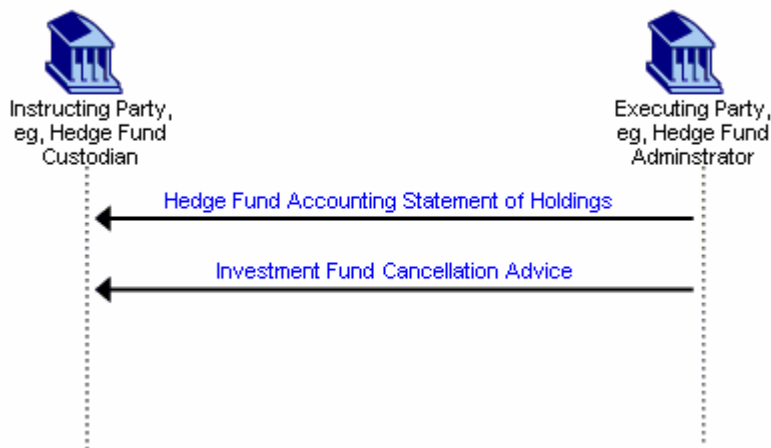 Instructing Party,
eg, Hedge Fund
Custodian
Executing Party,
eg, Hedge Fund
Adminstrator
Hedge Fund Accounting Statement of Holdings
Investment Fund Cancellation Advice